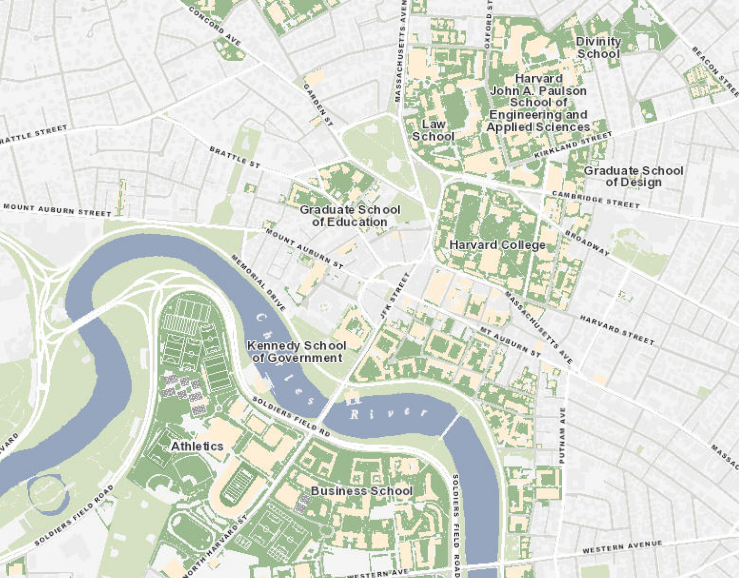 CONCORD AVE
MASSACHUSETTS AVE
OXFORD ST
Divinity
School
BEACON STREET
Harvard
John A. Paulson
School of
Engineering and
Applied Sciences
GARDEN ST
Law
School
BRATTLE STREET
KIRKLAND STREET
BRATTLE ST
Graduate School
of Design
CAMBRIDGE STREET
MOUNT AUBURN STREET
Graduate School
of Education
MOUNT AUBURN ST
Harvard College
BROADWAY
MEMORIAL DRIVE
JFK STREET
MASSACHUSETTS AVE
HARVARD STREET
MT AUBURN ST
Charles
River
Kennedy School
of Government
SOLDIERS FIELD RD
PUTNAM AVE
Athletics
Business School
SOLDIERS FIELD ROAD
SOLDIERS FIELD ROAD
NORTH HARVARD ST
WESTERN AVENUE
WESTERN AVE